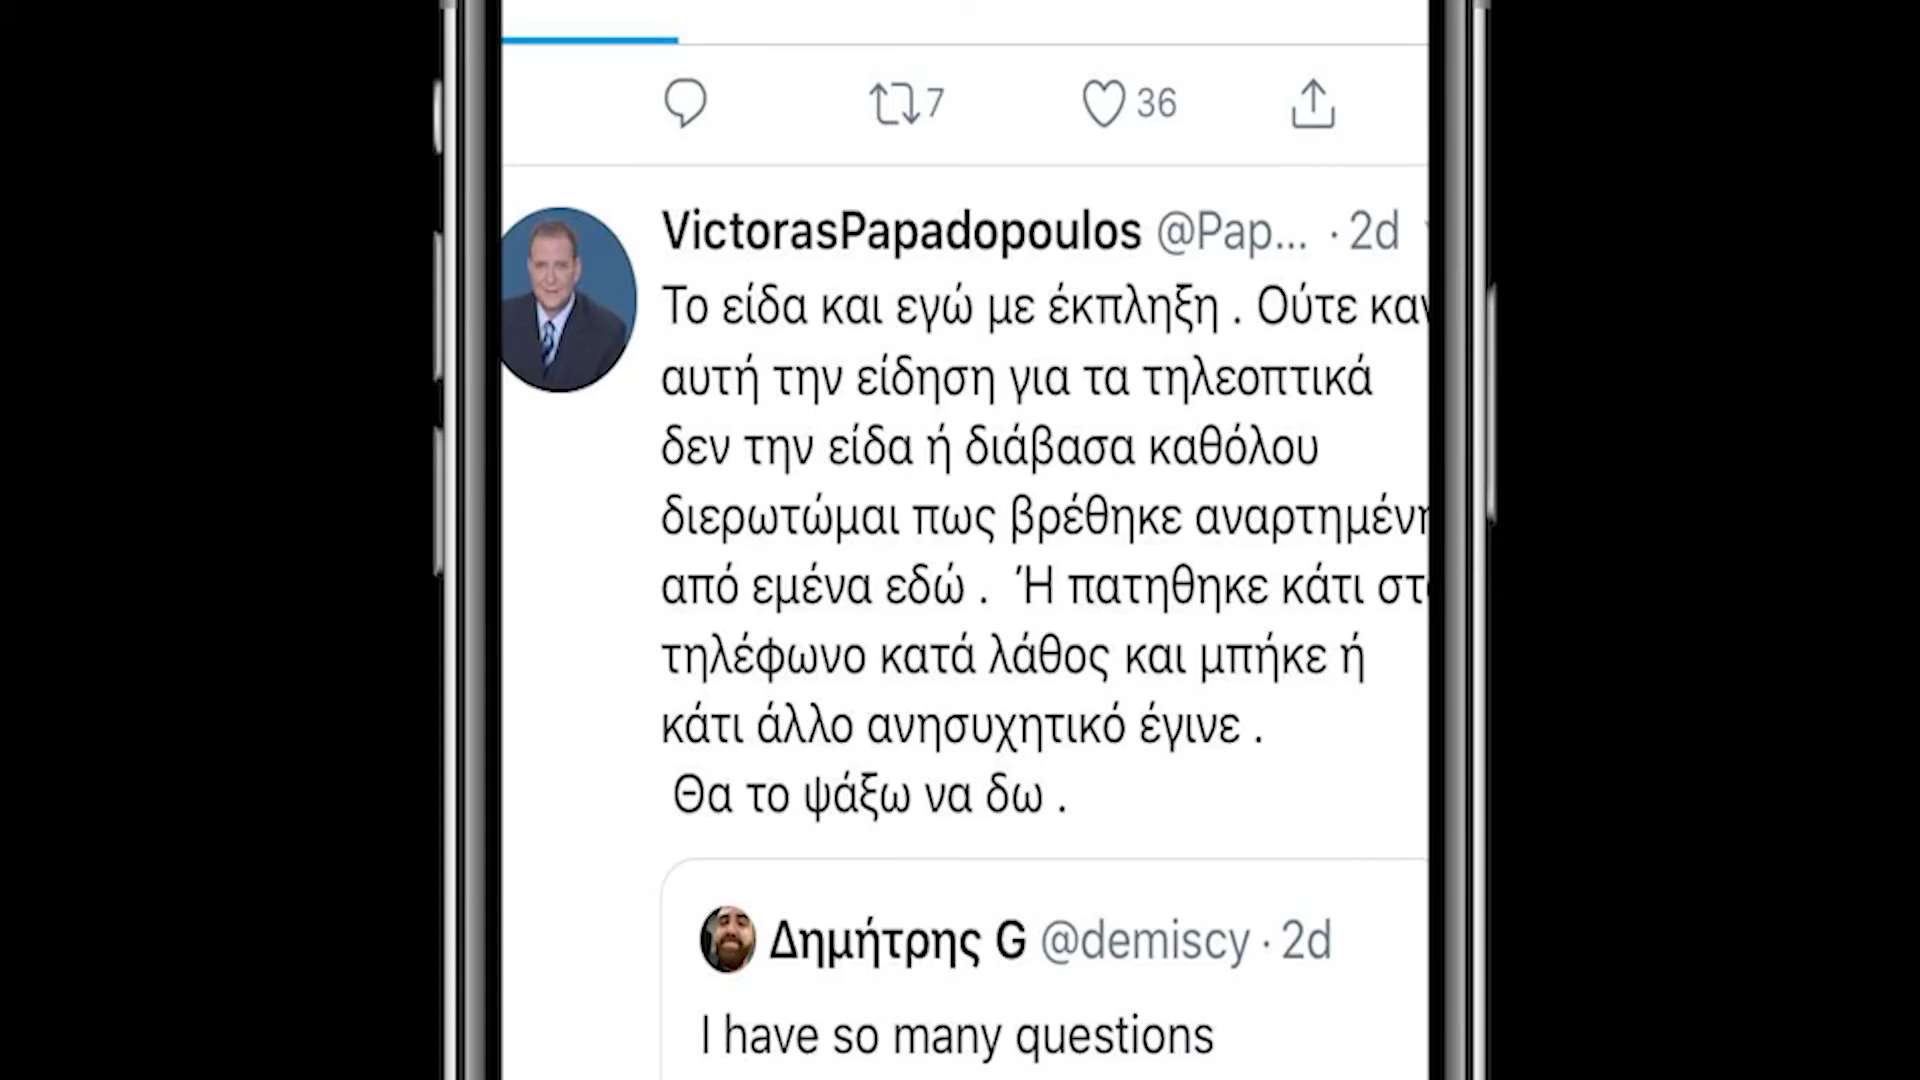 7 36
VictorasPapadopoulos @Pap... · 2d
Το είδα και εγώ με έκπληξη . Ούτε καν
αυτή την είδηση για τα τηλεοπτικά
δεν την είδα ή διάβασα καθόλου
διερωτώμαι πως βρέθηκε αναρτημένη
από εμένα εδώ . Ή πατηθηκε κάτι στο
τηλέφωνο κατά λάθος και μπήκε ή
κάτι άλλο ανησυχητικό έγινε .
Θα το ψάξω να δω .
Δημήτρης G @demiscy · 2d
I have so many questions